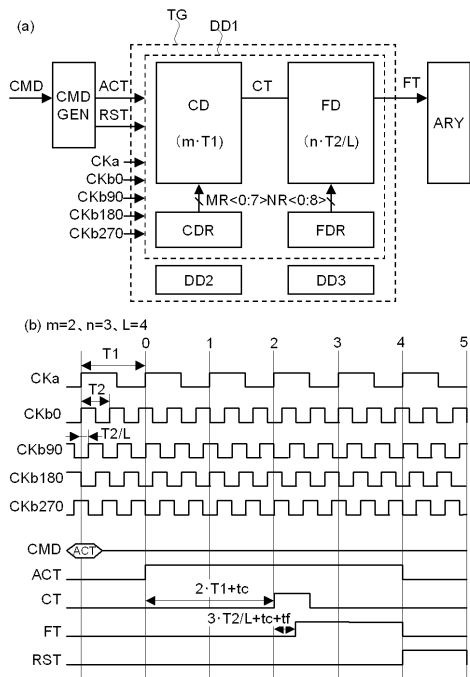 (a)
TG
DD1
CMD
CMD GEN
ACT
RST
CD
(m·T1)
CT
FD
(n·T2/L)
FT
ARY
CKa
CKb0
CKb90
CKb180
CKb270
MR<0:7>
NR<0:8>
CDR
FDR
DD2
DD3
(b) m=2、n=3、L=4
0 1 2 3 4 5
T1
CKa
T2
CKb0
T2/L
CKb90
CKb180
CKb270
CMD ACT
ACT
2·T1+tc
CT
3·T2/L+tc+tf
FT
RST